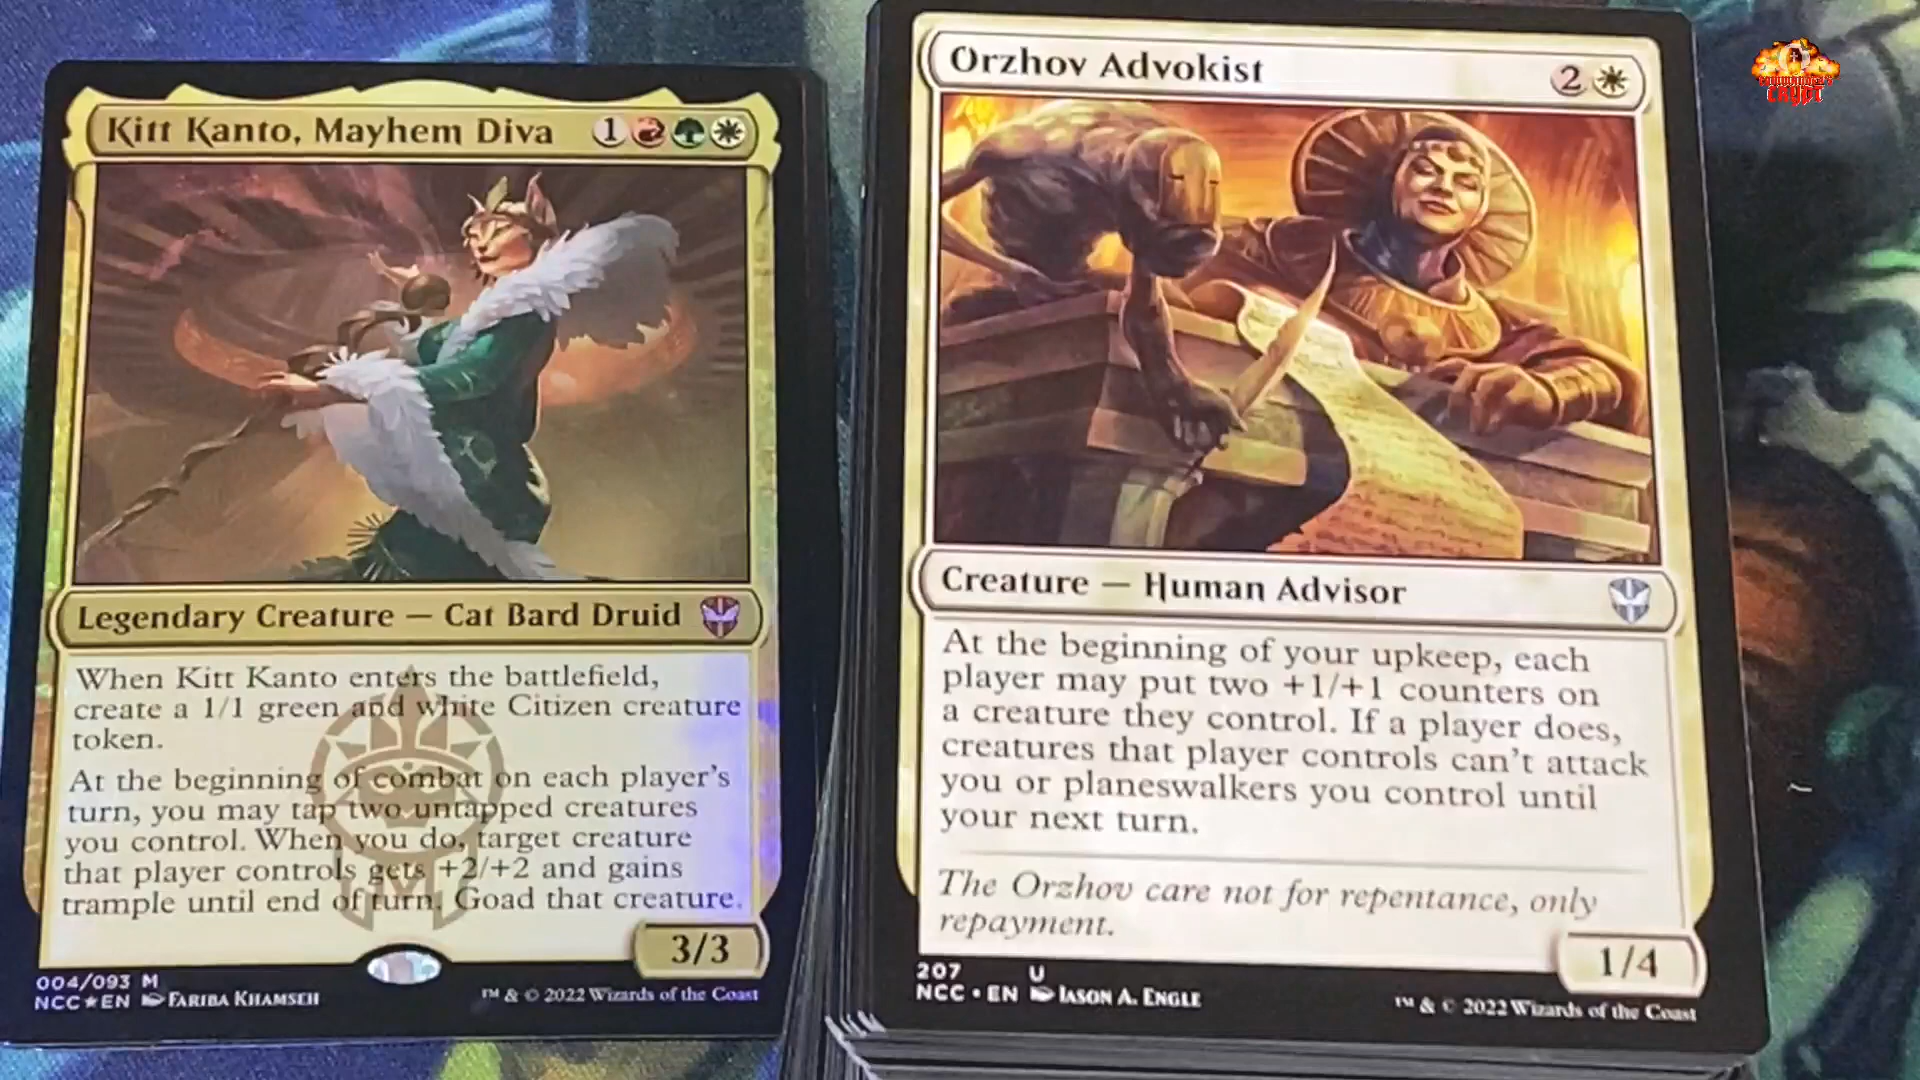 Kitt Kanto, Mayhem Diva 1
Legendary Creature — Cat Bard Druid
When Kitt Kanto enters the battlefield,
create a 1/1 green and white Citizen creature
token.
At the beginning of combat on each player's
turn, you may tap two untapped creatures
you control. When you do, target creature
that player controls gets +2/+2 and gains
trample until end of turn. Goad that creature.
3/3
004/093 M
NCC★EN Fariba Khamseh
™ & © 2022 Wizards of the Coast
Orzhov Advokist 2
Creature — Human Advisor
At the beginning of your upkeep, each
player may put two +1/+1 counters on
a creature they control. If a player does,
creatures that player controls can't attack
you or planeswalkers you control until
your next turn.
The Orzhov care not for repentance, only
repayment.
1/4
207 U
NCC • EN Jason A. Engle
™ & © 2022 Wizards of the Coast
CRYPT